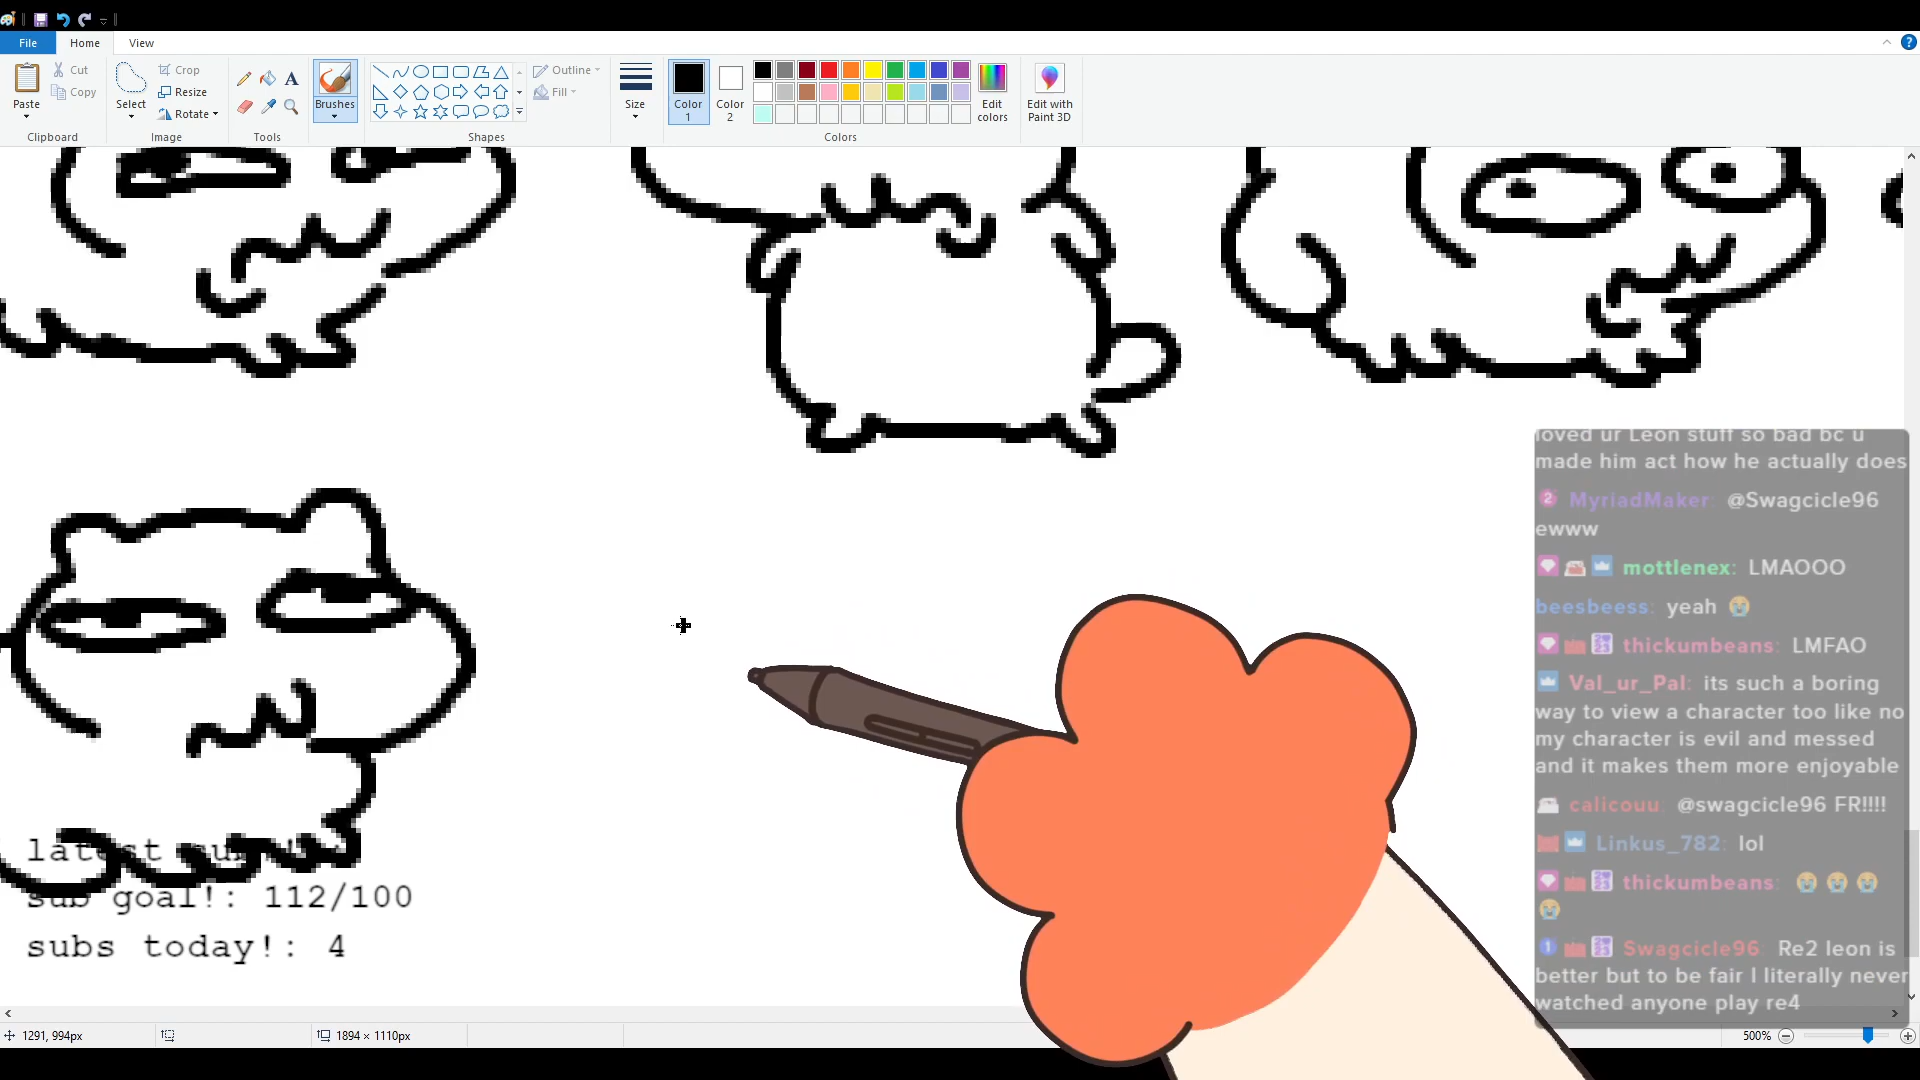 File Home View
Cut
Copy
Paste
Clipboard
Crop
Resize
Rotate
Select
Image
Tools
Brushes
Outline
Fill
Shapes
Size
Color
1
Color
2
Edit
colors
Colors
Edit with
Paint 3D
loved ur Leon stuff so bad bc u
made him act how he actually does
MyriadMaker: @Swagcicle96
ewww
mottlenex: LMAOOO
beesbeess: yeah 😭
thickumbeans: LMFAO
Val_ur_Pal: its such a boring
way to view a character too like no
my character is evil and messed
and it makes them more enjoyable
calicouu: @swagcicle96 FR!!!!
Linkus_782: lol
thickumbeans: 😭 😭 😭
😭
Swagcicle96: Re2 leon is
better but to be fair I literally never
watched anyone play re4
latest
sub goal!: 112/100
subs today!: 4
1291, 994px
1894 × 1110px
500%